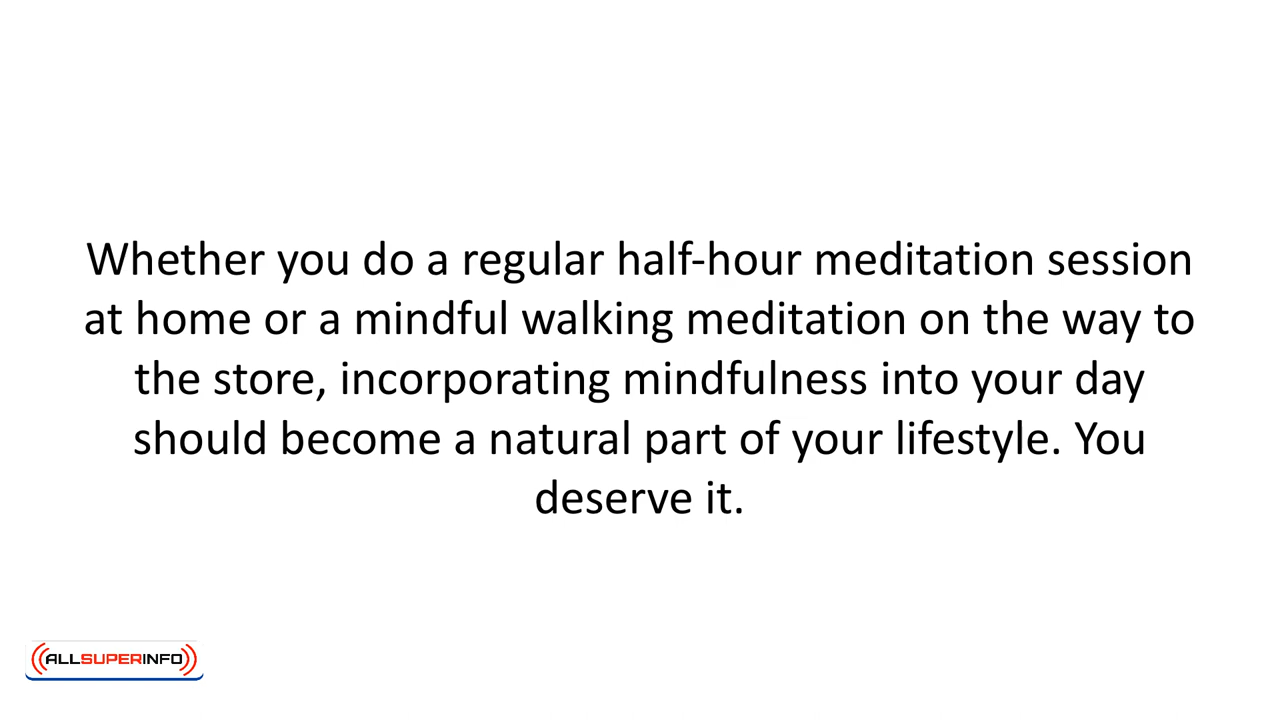 Whether you do a regular half-hour meditation session
at home or a mindful walking meditation on the way to
the store, incorporating mindfulness into your day
should become a natural part of your lifestyle. You
deserve it.
ALLSUPERINFO